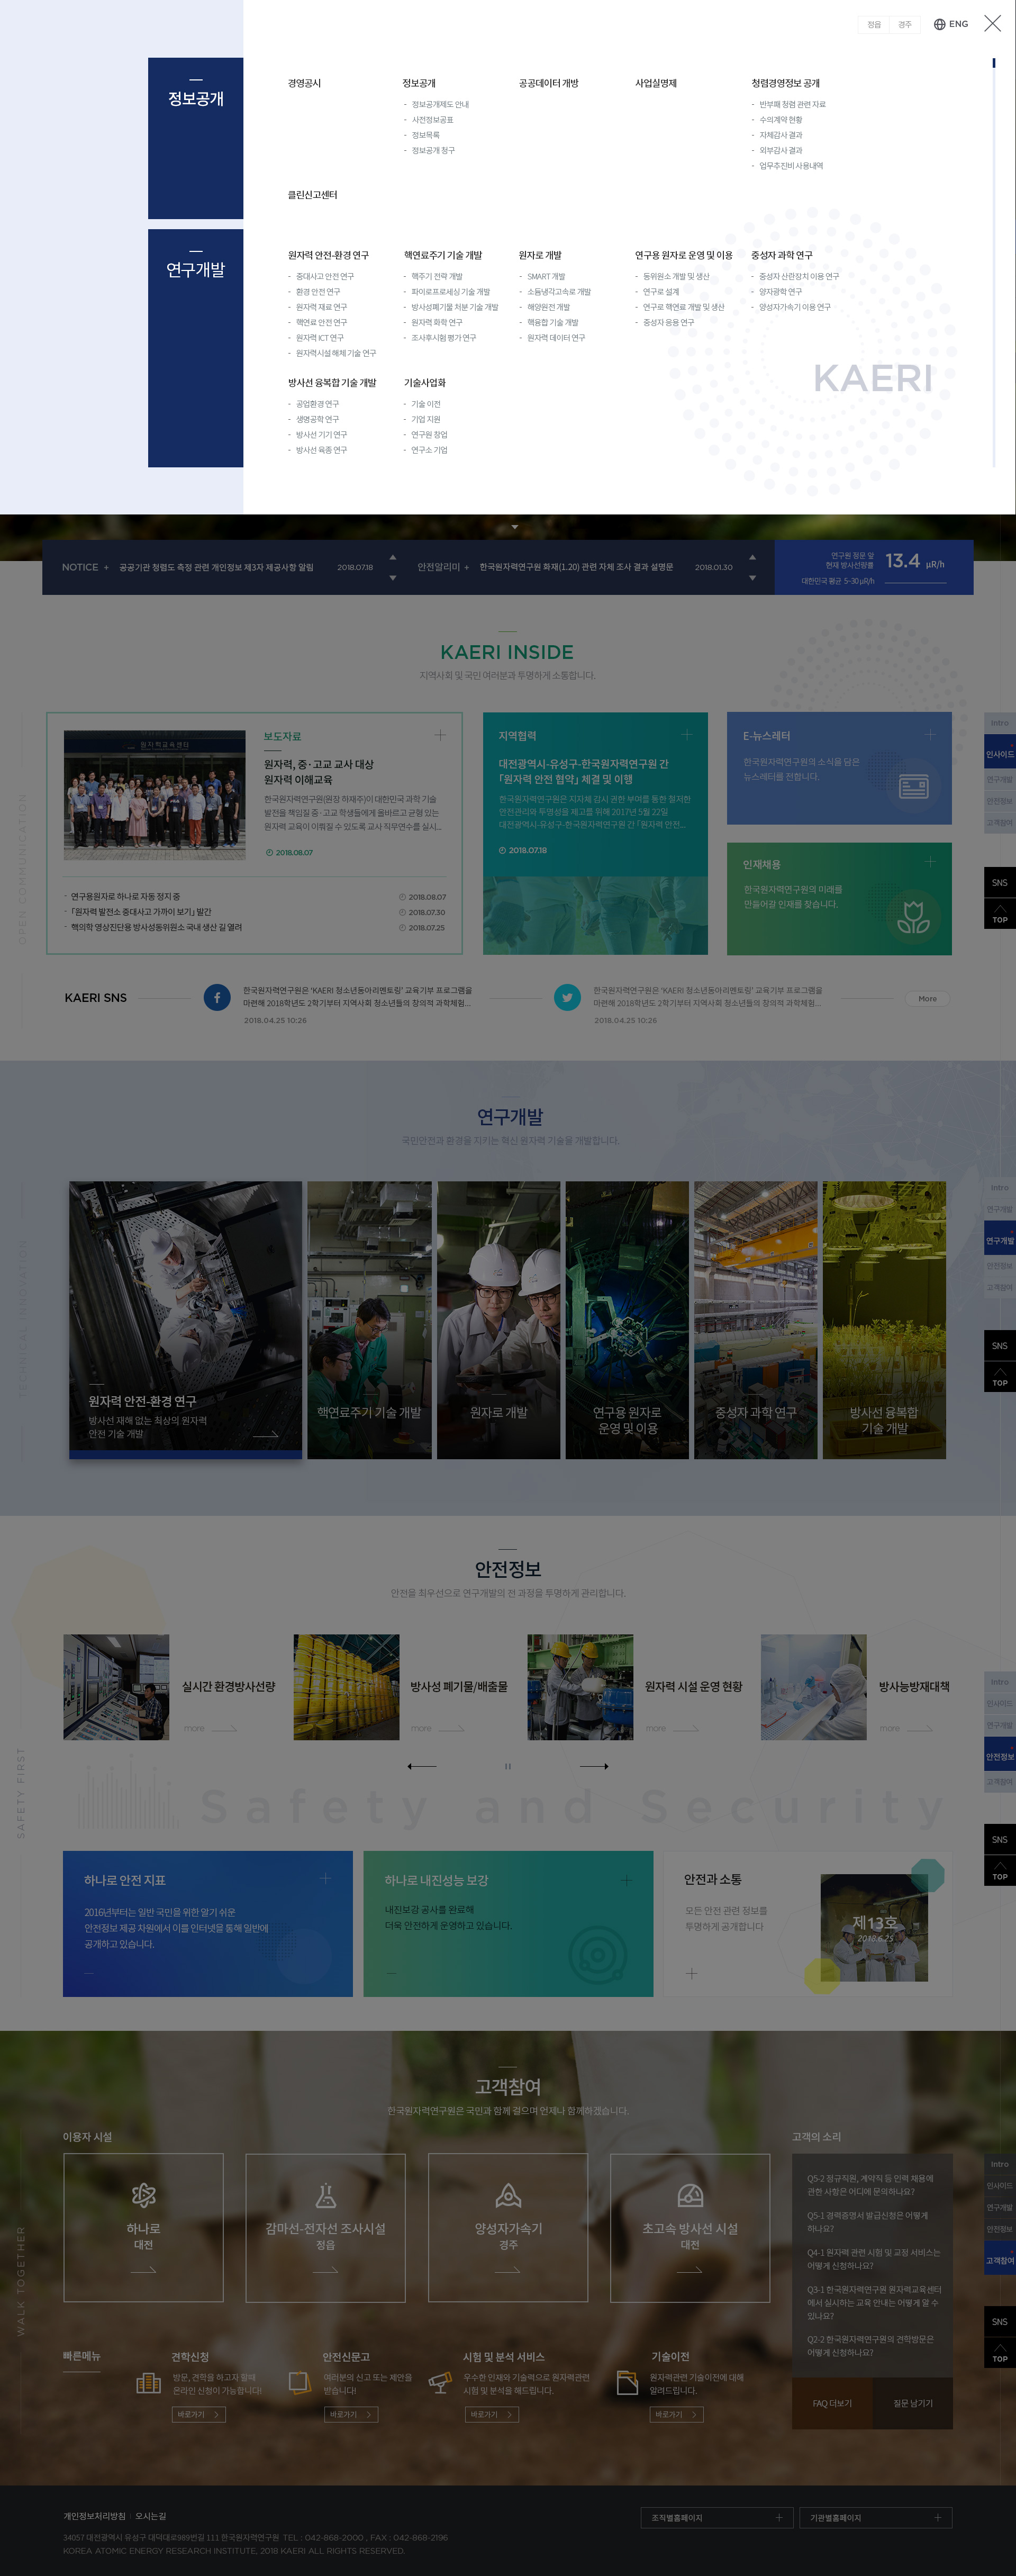 정읍 경주 ENG
정보공개
경영공시
정보공개
- 정보공개제도 안내
- 사전정보공표
- 정보목록
- 정보공개 청구
공공데이터 개방
사업실명제
청렴경영정보 공개
- 반부패 청렴 관련 자료
- 수의계약 현황
- 자체감사 결과
- 외부감사 결과
- 업무추진비 사용내역
클린신고센터
연구개발
원자력 안전-환경 연구
- 중대사고 안전 연구
- 환경 안전 연구
- 원자력 재료 연구
- 핵연료 안전 연구
- 원자력 ICT 연구
- 원자력시설 해체 기술 연구
핵연료주기 기술 개발
- 핵주기 전략 개발
- 파이로프로세싱 기술 개발
- 방사성폐기물 처분 기술 개발
- 원자력 화학 연구
- 조사후시험 평가 연구
원자로 개발
- SMART 개발
- 소듐냉각고속로 개발
- 해양원전 개발
- 핵융합 기술 개발
- 원자력 데이터 연구
연구용 원자로 운영 및 이용
- 동위원소 개발 및 생산
- 연구로 설계
- 연구로 핵연료 개발 및 생산
- 중성자 응용 연구
중성자 과학 연구
- 중성자 산란장치 이용 연구
- 양자광학 연구
- 양성자가속기 이용 연구
방사선 융복합 기술 개발
- 공업환경 연구
- 생명공학 연구
- 방사선 기기 연구
- 방사선 육종 연구
기술사업화
- 기술 이전
- 기업 지원
- 연구원 창업
- 연구소 기업
KAERI
NOTICE + 공공기관 청렴도 측정 관련 개인정보 제3자 제공사항 알림 2018.07.18
안전알리미 + 한국원자력연구원 화재(1.20) 관련 자체 조사 결과 설명문 2018.01.30
연구원 정문 앞
현재 방사선량률
13.4 μR/h
대한민국 평균 5~30 μR/h
KAERI INSIDE
지역사회 및 국민 여러분과 투명하게 소통합니다.
OPEN COMMUNICATION
보도자료
원자력, 중·고교 교사 대상
원자력 이해교육
한국원자력연구원(원장 하재주)이 대한민국 과학 기술
발전을 책임질 중·고교 학생들에게 올바르고 균형 있는
원자력 교육이 이뤄질 수 있도록 교사 직무연수를 실시...
2018.08.07
- 연구용원자로 하나로 자동 정지 중 2018.08.07
- 「원자력 발전소 중대사고 가까이 보기」 발간 2018.07.30
- 핵의학 영상진단용 방사성동위원소 국내 생산 길 열려 2018.07.25
지역협력
대전광역시-유성구-한국원자력연구원 간
「원자력 안전 협약」 체결 및 이행
한국원자력연구원은 지자체 감시 권한 부여를 통한 철저한
안전관리와 투명성을 제고를 위해 2017년 5월 22일
대전광역시-유성구-한국원자력연구원 간 「원자력 안전...
2018.07.18
E-뉴스레터
한국원자력연구원의 소식을 담은
뉴스레터를 전합니다.
인재채용
한국원자력연구원의 미래를
만들어갈 인재를 찾습니다.
Intro
인사이드
연구개발
안전정보
고객참여
SNS
TOP
KAERI SNS
한국원자력연구원은 'KAERI 청소년동아리멘토링' 교육기부 프로그램을
마련해 2018학년도 2학기부터 지역사회 청소년들의 창의적 과학체험...
2018.04.25 10:26
한국원자력연구원은 'KAERI 청소년동아리멘토링' 교육기부 프로그램을
마련해 2018학년도 2학기부터 지역사회 청소년들의 창의적 과학체험...
2018.04.25 10:26
More
연구개발
국민안전과 환경을 지키는 혁신 원자력 기술을 개발합니다.
원자력 안전-환경 연구
방사선 재해 없는 최상의 원자력
안전 기술 개발
핵연료주기 기술 개발
원자로 개발
연구용 원자로
운영 및 이용
중성자 과학 연구
방사선 융복합
기술 개발
Intro
연구개발
연구개발
안전정보
고객참여
SNS
TOP
안전정보
안전을 최우선으로 연구개발의 전 과정을 투명하게 관리합니다.
SAFETY FIRST
실시간 환경방사선량
more
방사성 폐기물/배출물
more
원자력 시설 운영 현황
more
방사능방재대책
more
Safety and Security
하나로 안전 지표
2016년부터는 일반 국민을 위한 알기 쉬운
안전정보 제공 차원에서 이를 인터넷을 통해 일반에
공개하고 있습니다.
하나로 내진성능 보강
내진보강 공사를 완료해
더욱 안전하게 운영하고 있습니다.
안전과 소통
모든 안전 관련 정보를
투명하게 공개합니다
제13호
2018.6.25
Intro
인사이드
연구개발
안전정보
고객참여
SNS
TOP
고객참여
한국원자력연구원은 국민과 함께 걸으며 언제나 함께하겠습니다.
WALK TOGETHER
이용자 시설
하나로
대전
감마선-전자선 조사시설
정읍
양성자가속기
경주
초고속 방사선 시설
대전
고객의 소리
Q5-2 정규직원, 계약직 등 인력 채용에
관한 사항은 어디에 문의하나요?
Q5-1 경력증명서 발급신청은 어떻게
하나요?
Q4-1 원자력 관련 시험 및 교정 서비스는
어떻게 신청하나요?
Q3-1 한국원자력연구원 원자력교육센터
에서 실시하는 교육 안내는 어떻게 알 수
있나요?
Q2-2 한국원자력연구원의 견학방문은
어떻게 신청하나요?
FAQ 더보기
질문 남기기
Intro
인사이드
연구개발
안전정보
고객참여
SNS
TOP
빠른메뉴
견학신청
방문, 견학을 하고자 할때
온라인 신청이 가능합니다!
바로가기
안전신문고
여러분의 신고 또는 제안을
받습니다!
바로가기
시험 및 분석 서비스
우수한 인재와 기술력으로 원자력관련
시험 및 분석을 해드립니다.
바로가기
기술이전
원자력관련 기술이전에 대해
알려드립니다.
바로가기
개인정보처리방침 | 오시는길
조직별홈페이지 +
기관별홈페이지 +
34057 대전광역시 유성구 대덕대로989번길 111 한국원자력연구원 TEL : 042-868-2000 , FAX : 042-868-2196
KOREA ATOMIC ENERGY RESEARCH INSTITUTE, 2018 KAERI ALL RIGHTS RESERVED.